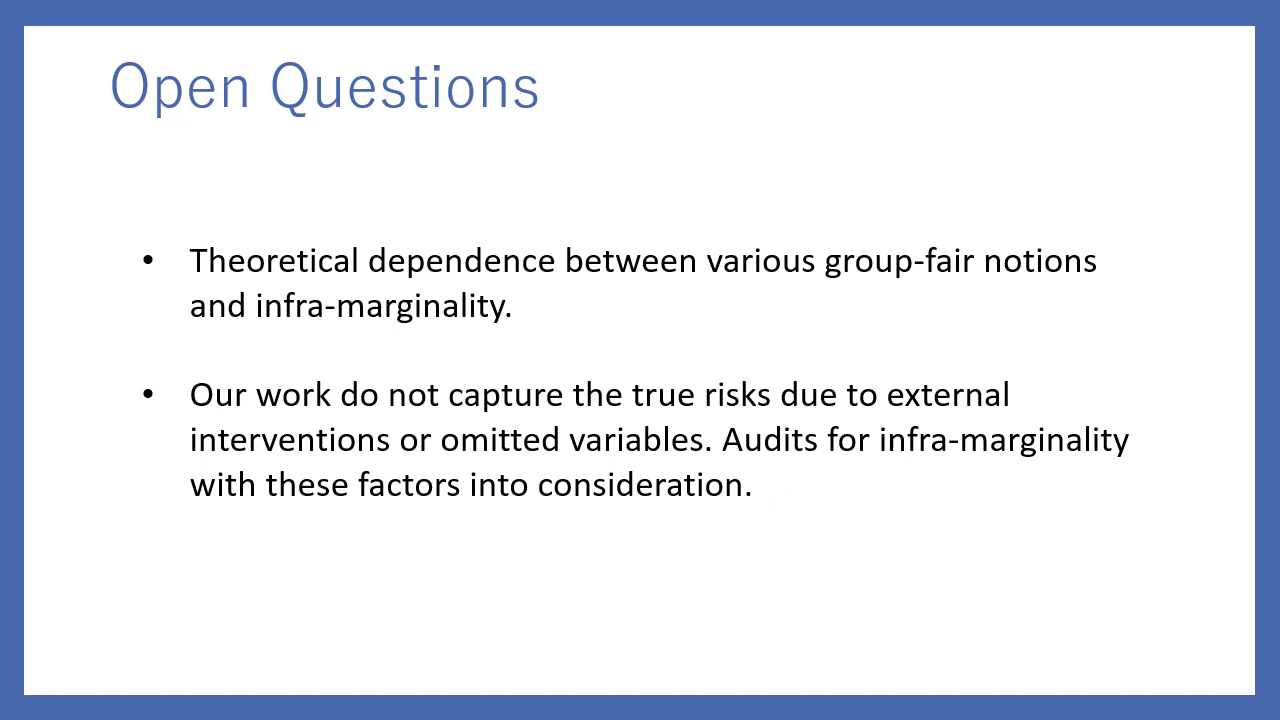 Open Questions
• Theoretical dependence between various group-fair notions
and infra-marginality.
• Our work do not capture the true risks due to external
interventions or omitted variables. Audits for infra-marginality
with these factors into consideration.